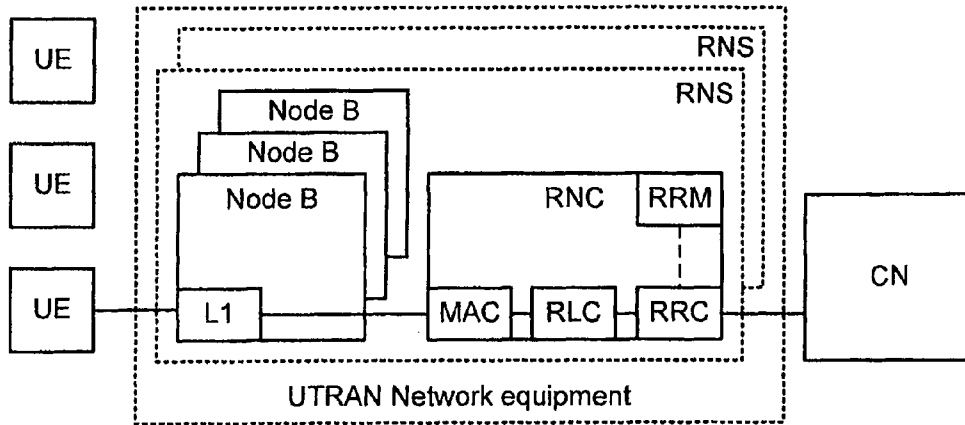 UE
UE
UE
RNS
RNS
Node B
Node B
Node B
L1
RNC
RRM
MAC
RLC
RRC
CN
UTRAN Network equipment